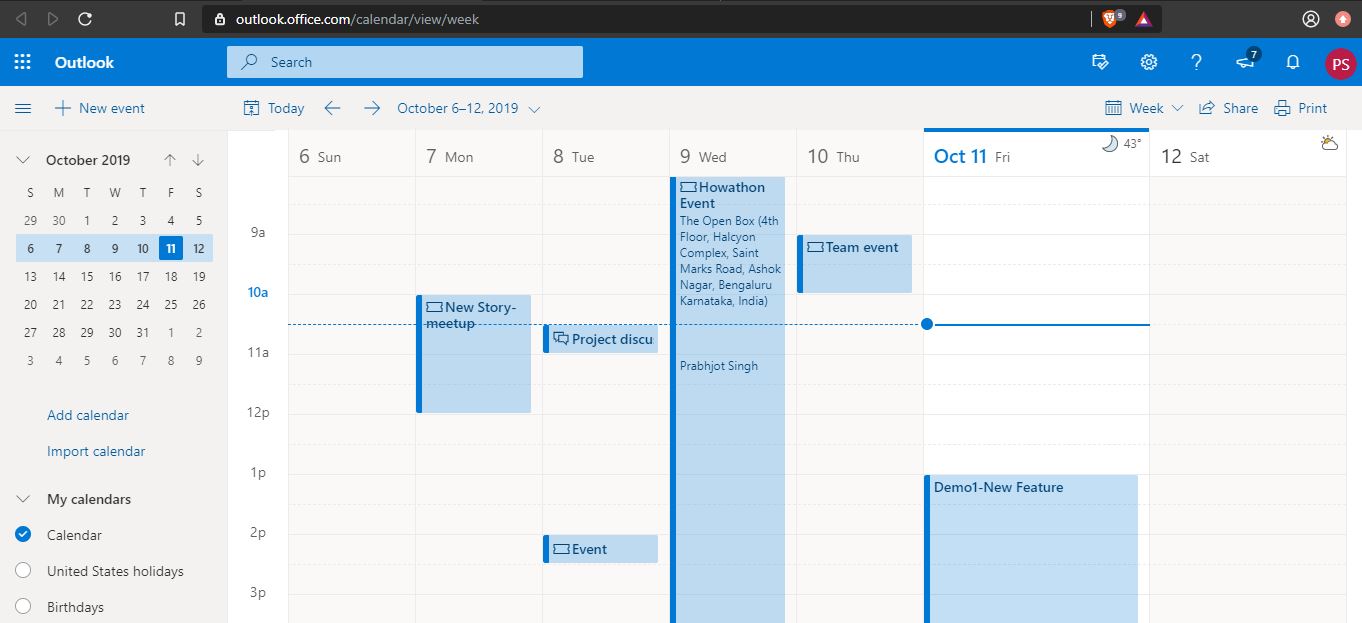 outlook.office.com/calendar/view/week
9
Outlook
Search
7
PS
New event
Today
October 6–12, 2019
Week
Share
Print
October 2019
S M T W T F S
29 30 1 2 3 4 5
6 7 8 9 10 11 12
13 14 15 16 17 18 19
20 21 22 23 24 25 26
27 28 29 30 31 1 2
3 4 5 6 7 8 9
Add calendar
Import calendar
My calendars
Calendar
United States holidays
Birthdays
6 Sun
7 Mon
8 Tue
9 Wed
10 Thu
Oct 11 Fri
43°
12 Sat
9a
10a
11a
12p
1p
2p
3p
New Story-
meetup
Project discu
Event
Howathon
Event
The Open Box (4th
Floor, Halcyon
Complex, Saint
Marks Road, Ashok
Nagar, Bengaluru
Karnataka, India)
Prabhjot Singh
Team event
Demo1-New Feature